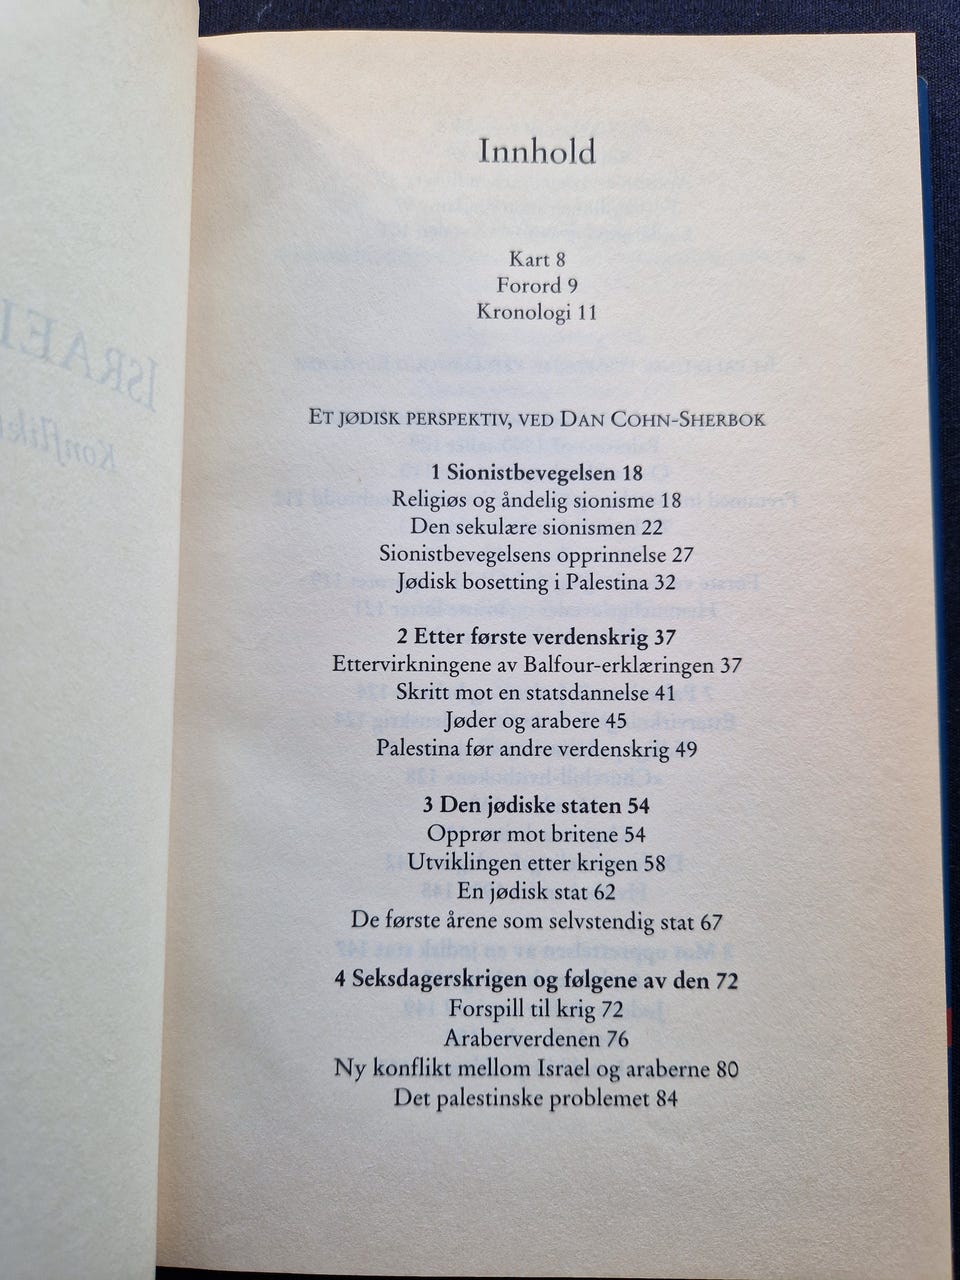 Innhold
Kart 8
Forord 9
Kronologi 11
ET JØDISK PERSPEKTIV, VED DAN COHN-SHERBOK
1 Sionistbevegelsen 18
Religiøs og åndelig sionisme 18
Den sekulære sionismen 22
Sionistbevegelsens opprinnelse 27
Jødisk bosetting i Palestina 32
2 Etter første verdenskrig 37
Ettervirkningene av Balfour-erklæringen 37
Skritt mot en statsdannelse 41
Jøder og arabere 45
Palestina før andre verdenskrig 49
3 Den jødiske staten 54
Opprør mot britene 54
Utviklingen etter krigen 58
En jødisk stat 62
De første årene som selvstendig stat 67
4 Seksdagerskrigen og følgene av den 72
Forspill til krig 72
Araberverdenen 76
Ny konflikt mellom Israel og araberne 80
Det palestinske problemet 84